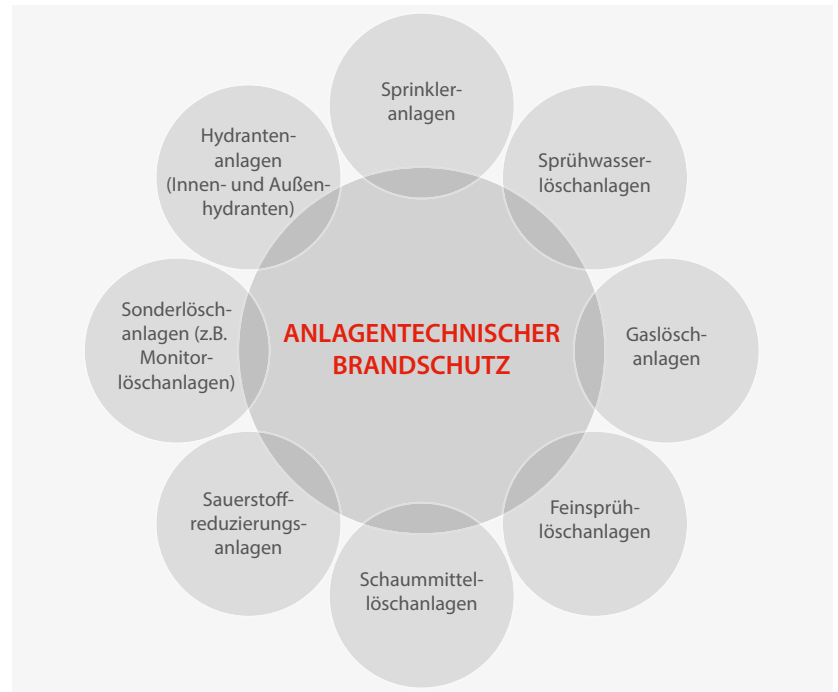 Sprinkler-
anlagen
Sprühwasser-
löschanlagen
Gaslösch-
anlagen
Feinsprüh-
löschanlagen
Schaummittel-
löschanlagen
Sauerstoff-
reduzierungs-
anlagen
Sonderlösch-
anlagen (z.B.
Monitor-
löschanlagen)
Hydranten-
anlagen
(Innen- und Außen-
hydranten)
ANLAGENTECHNISCHER
BRANDSCHUTZ